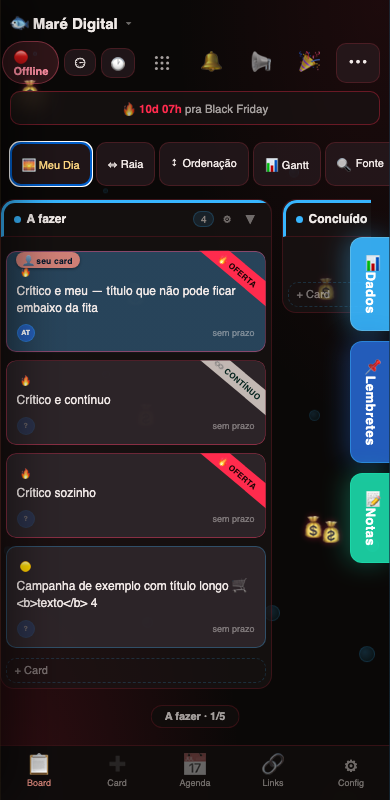 Maré Digital
Offline
10d 07h pra Black Friday
Meu Dia
Raia
Ordenação
Gantt
Fonte
A fazer
4
Concluído
seu card
OFERTA
Crítico e meu — título que não pode ficar
embaixo da fita
AT
sem prazo
+ Card
CONTÍNUO
Crítico e contínuo
?
sem prazo
OFERTA
Crítico sozinho
?
sem prazo
Campanha de exemplo com título longo
<b>texto</b> 4
?
sem prazo
+ Card
Dados
Lembretes
Notas
A fazer · 1/5
Board
Card
17
Agenda
Links
Config